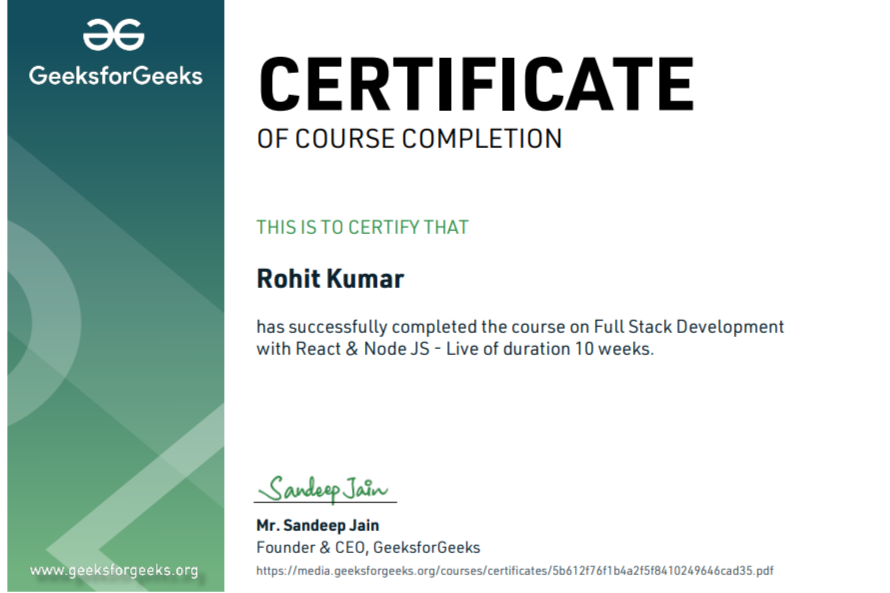 GeeksforGeeks
CERTIFICATE
OF COURSE COMPLETION
THIS IS TO CERTIFY THAT
Rohit Kumar
has successfully completed the course on Full Stack Development
with React & Node JS - Live of duration 10 weeks.
Sandeep Jain
Mr. Sandeep Jain
Founder & CEO, GeeksforGeeks
https://media.geeksforgeeks.org/courses/certificates/5b612f76f1b4a2f5f8410249646cad35.pdf
www.geeksforgeeks.org